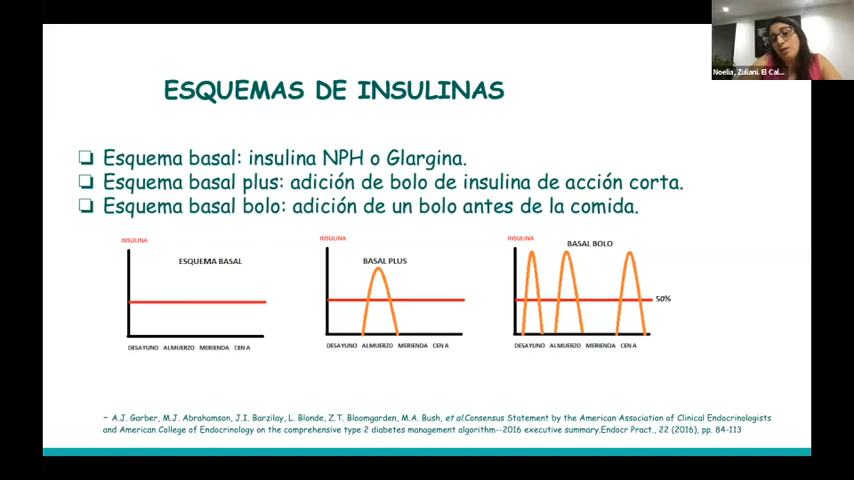 Noelia, Zuliani. El Cal...
ESQUEMAS DE INSULINAS
Esquema basal: insulina NPH o Glargina.
Esquema basal plus: adición de bolo de insulina de acción corta.
Esquema basal bolo: adición de un bolo antes de la comida.
INSULINA
ESQUEMA BASAL
DESAYUNO ALMUERZO MERIENDA CEN A
INSULINA
BASAL PLUS
DESAYUNO ALMUERZO MERIENDA CEN A
INSULINA
BASAL BOLO
50%
DESAYUNO ALMUERZO MERIENDA CEN A
- A.J. Garber, M.J. Abrahamson, J.I. Barzilay, L. Blonde, Z.T. Bloomgarden, M.A. Bush, et al.Consensus Statement by the American Association of Clinical Endocrinologists
and American College of Endocrinology on the comprehensive type 2 diabetes management algorithm--2016 executive summary.Endocr Pract., 22 (2016), pp. 84-113